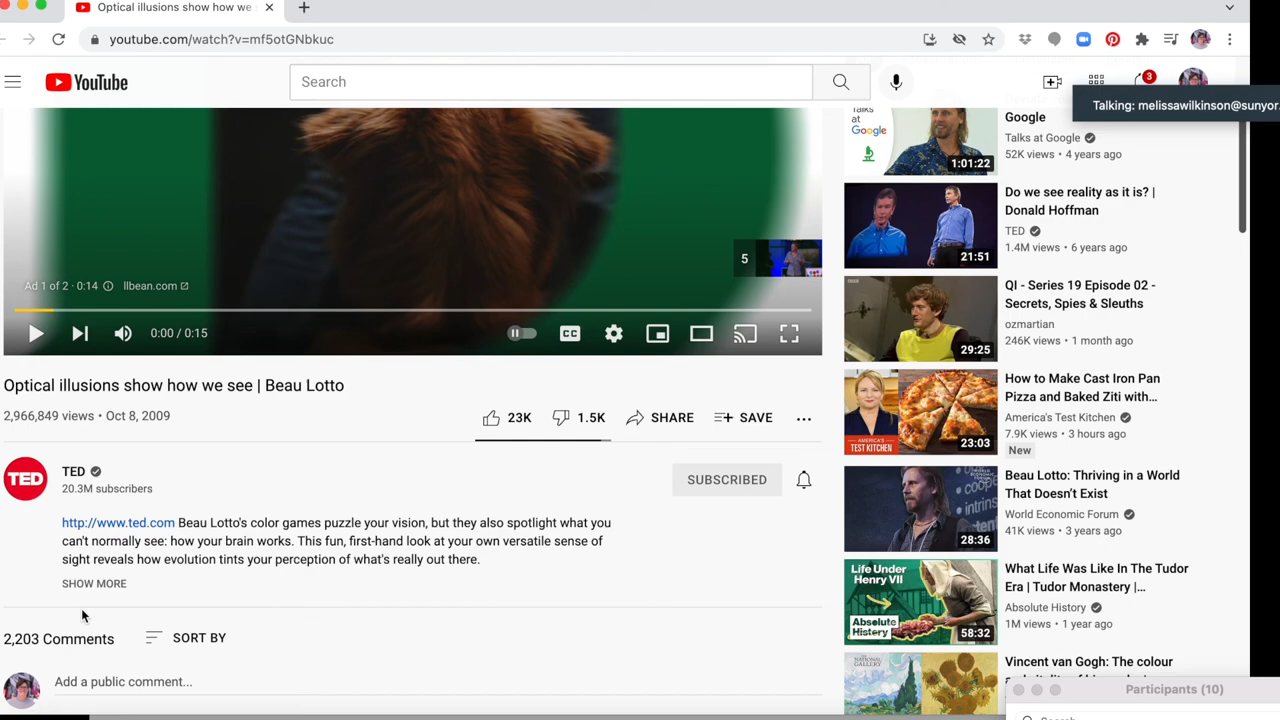 Optical illusions show how we
youtube.com/watch?v=mf5otGNbkuc
YouTube
Search
3
Talking: melissawilkinson@sunyor
5
Ad 1 of 2 · 0:14 llbean.com
0:00 / 0:15
CC
Optical illusions show how we see | Beau Lotto
2,966,849 views • Oct 8, 2009
23K
1.5K
SHARE
SAVE
TED
TED
20.3M subscribers
SUBSCRIBED
http://www.ted.com Beau Lotto's color games puzzle your vision, but they also spotlight what you
can't normally see: how your brain works. This fun, first-hand look at your own versatile sense of
sight reveals how evolution tints your perception of what's really out there.
SHOW MORE
2,203 Comments
SORT BY
Add a public comment...
Talks
at
Google
1:01:22
Google
Talks at Google
52K views • 4 years ago
21:51
Do we see reality as it is? |
Donald Hoffman
TED
1.4M views • 6 years ago
29:25
QI - Series 19 Episode 02 -
Secrets, Spies & Sleuths
ozmartian
246K views • 1 month ago
AMERICA'S
TEST KITCHEN
23:03
How to Make Cast Iron Pan
Pizza and Baked Ziti with...
America's Test Kitchen
7.9K views • 3 hours ago
New
28:36
Beau Lotto: Thriving in a World
That Doesn't Exist
World Economic Forum
41K views • 3 years ago
Life Under
Henry VII
Absolute
History
58:32
What Life Was Like In The Tudor
Era | Tudor Monastery |...
Absolute History
1M views • 1 year ago
Vincent van Gogh: The colour
Participants (10)